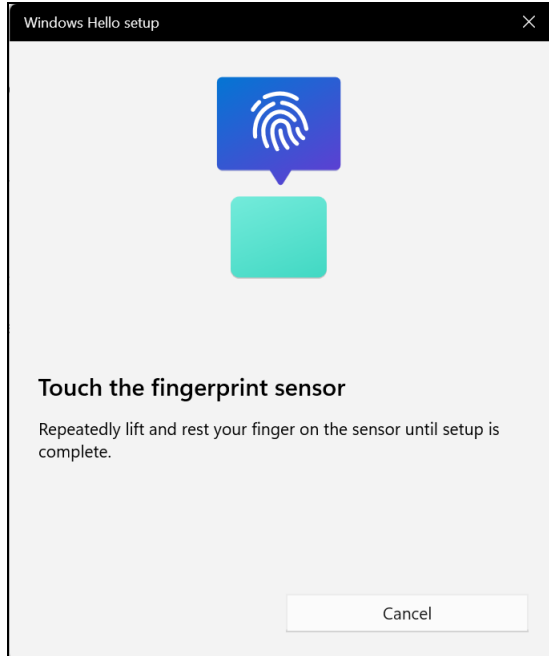 Windows Hello setup
Touch the fingerprint sensor
Repeatedly lift and rest your finger on the sensor until setup is
complete.
Cancel